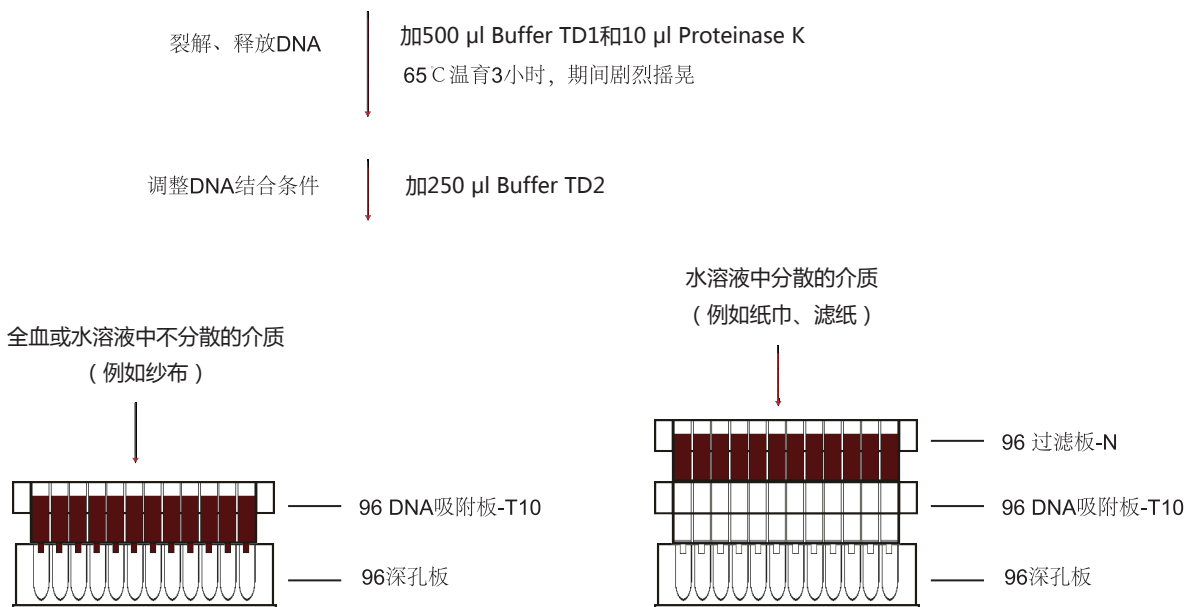 裂解、释放DNA
加500 μl Buffer TD1和10 μl Proteinase K
65℃温育3小时，期间剧烈摇晃
调整DNA结合条件
加250 μl Buffer TD2
全血或水溶液中不分散的介质
（例如纱布）
96 DNA吸附板-T10
96深孔板
水溶液中分散的介质
（例如纸巾、滤纸）
96 过滤板-N
96 DNA吸附板-T10
96深孔板